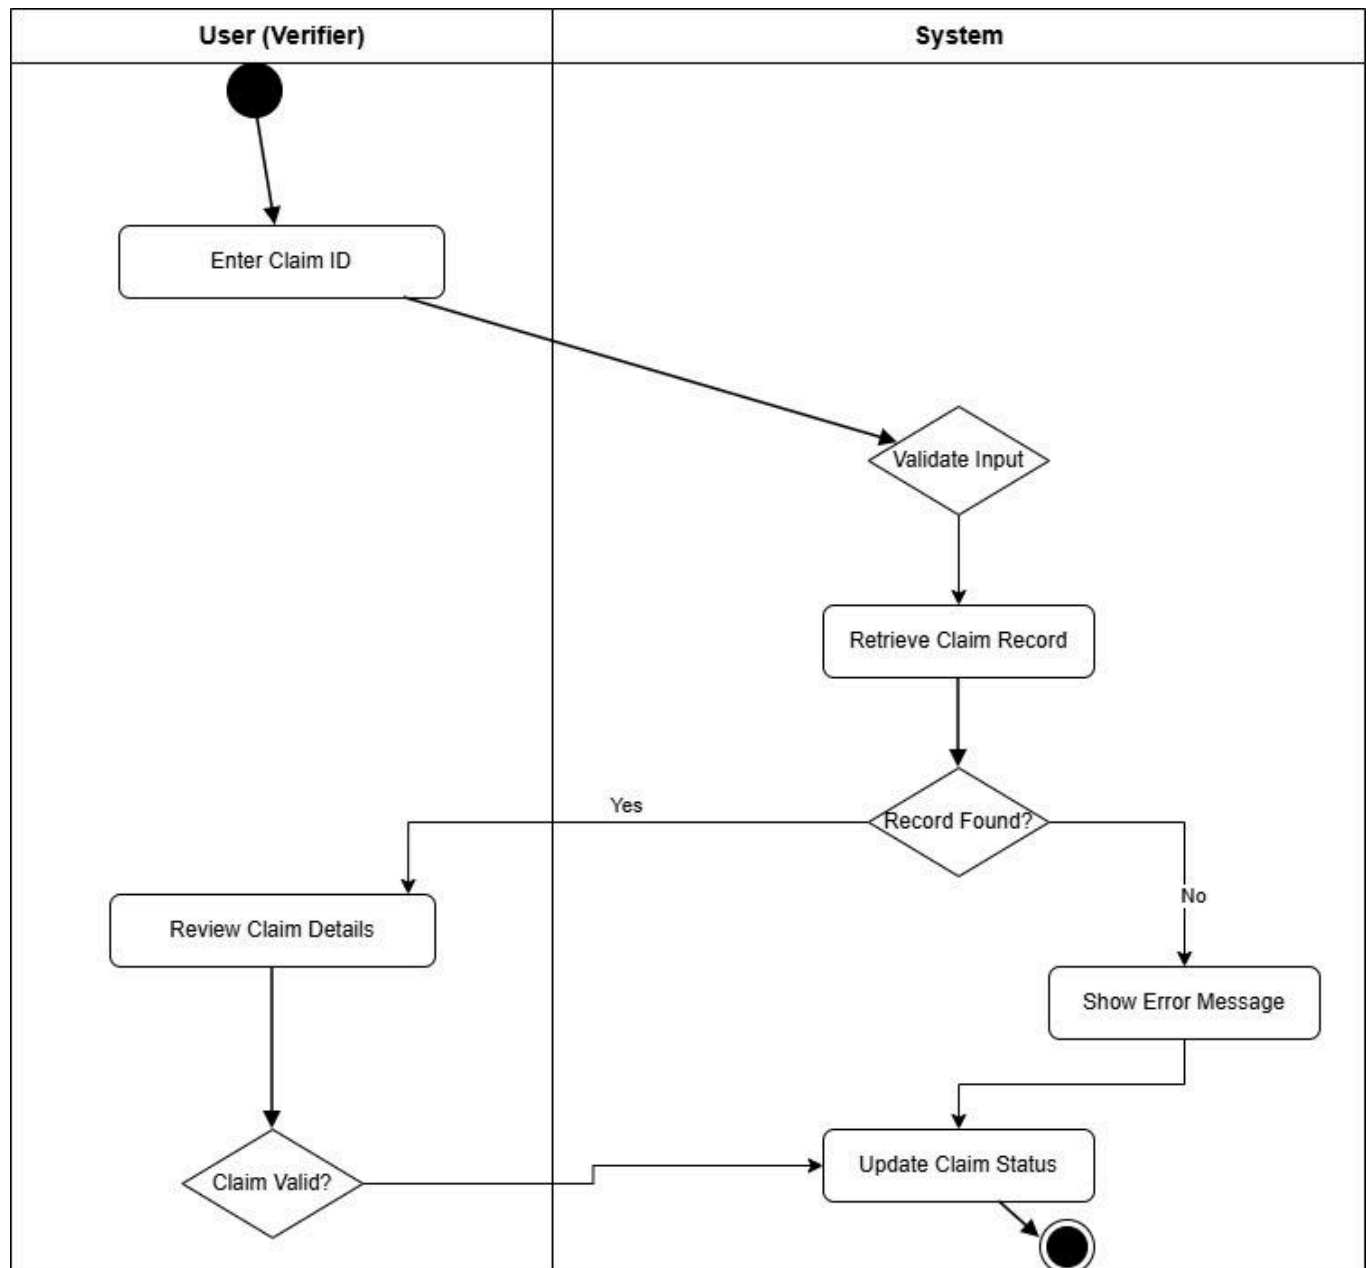 User (Verifier)
System
Enter Claim ID
Validate Input
Retrieve Claim Record
Record Found?
Yes
No
Review Claim Details
Show Error Message
Claim Valid?
Update Claim Status